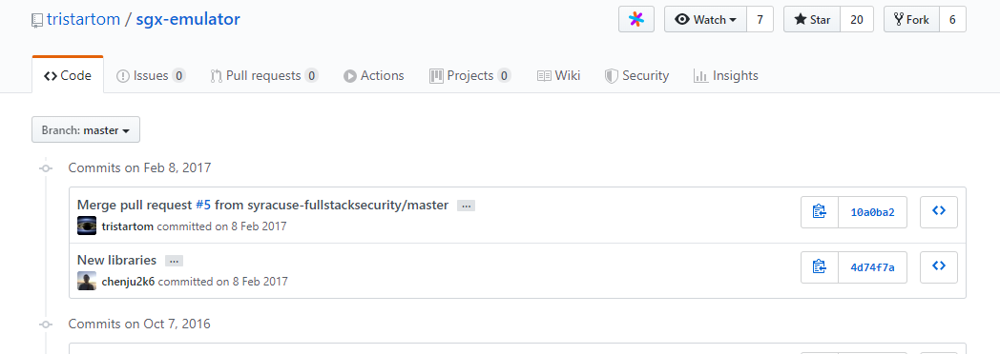 tristartom / sgx-emulator
Watch 7
Star 20
Fork 6
Code
Issues 0
Pull requests 0
Actions
Projects 0
Wiki
Security
Insights
Branch: master
Commits on Feb 8, 2017
Merge pull request #5 from syracuse-fullstacksecurity/master ...
10a0ba2
tristartom committed on 8 Feb 2017
New libraries ...
4d74f7a
chenju2k6 committed on 8 Feb 2017
Commits on Oct 7, 2016